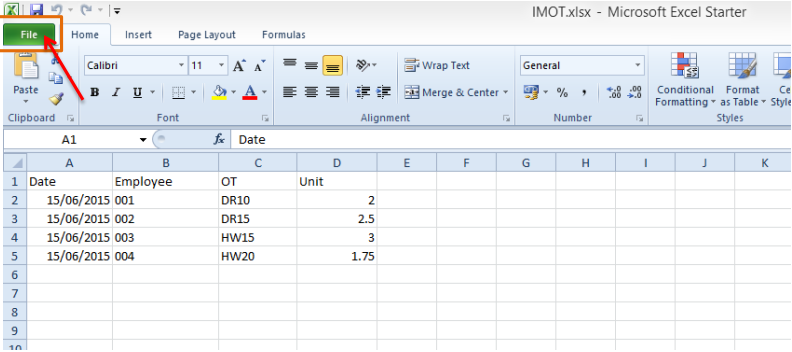 IMOT.xlsx - Microsoft Excel Starter
File Home Insert Page Layout Formulas
Calibri 11 A A Wrap Text General
Paste B I U A Merge & Center % , .0 .00 .00 .0 Conditional Formatting Format as Table Ce Style
Clipboard Font Alignment Number Styles
A1 fx Date
A B C D E F G H I J K
1 Date Employee OT Unit
2 15/06/2015 001 DR10 2
3 15/06/2015 002 DR15 2.5
4 15/06/2015 003 HW15 3
5 15/06/2015 004 HW20 1.75
6
7
8
9
10